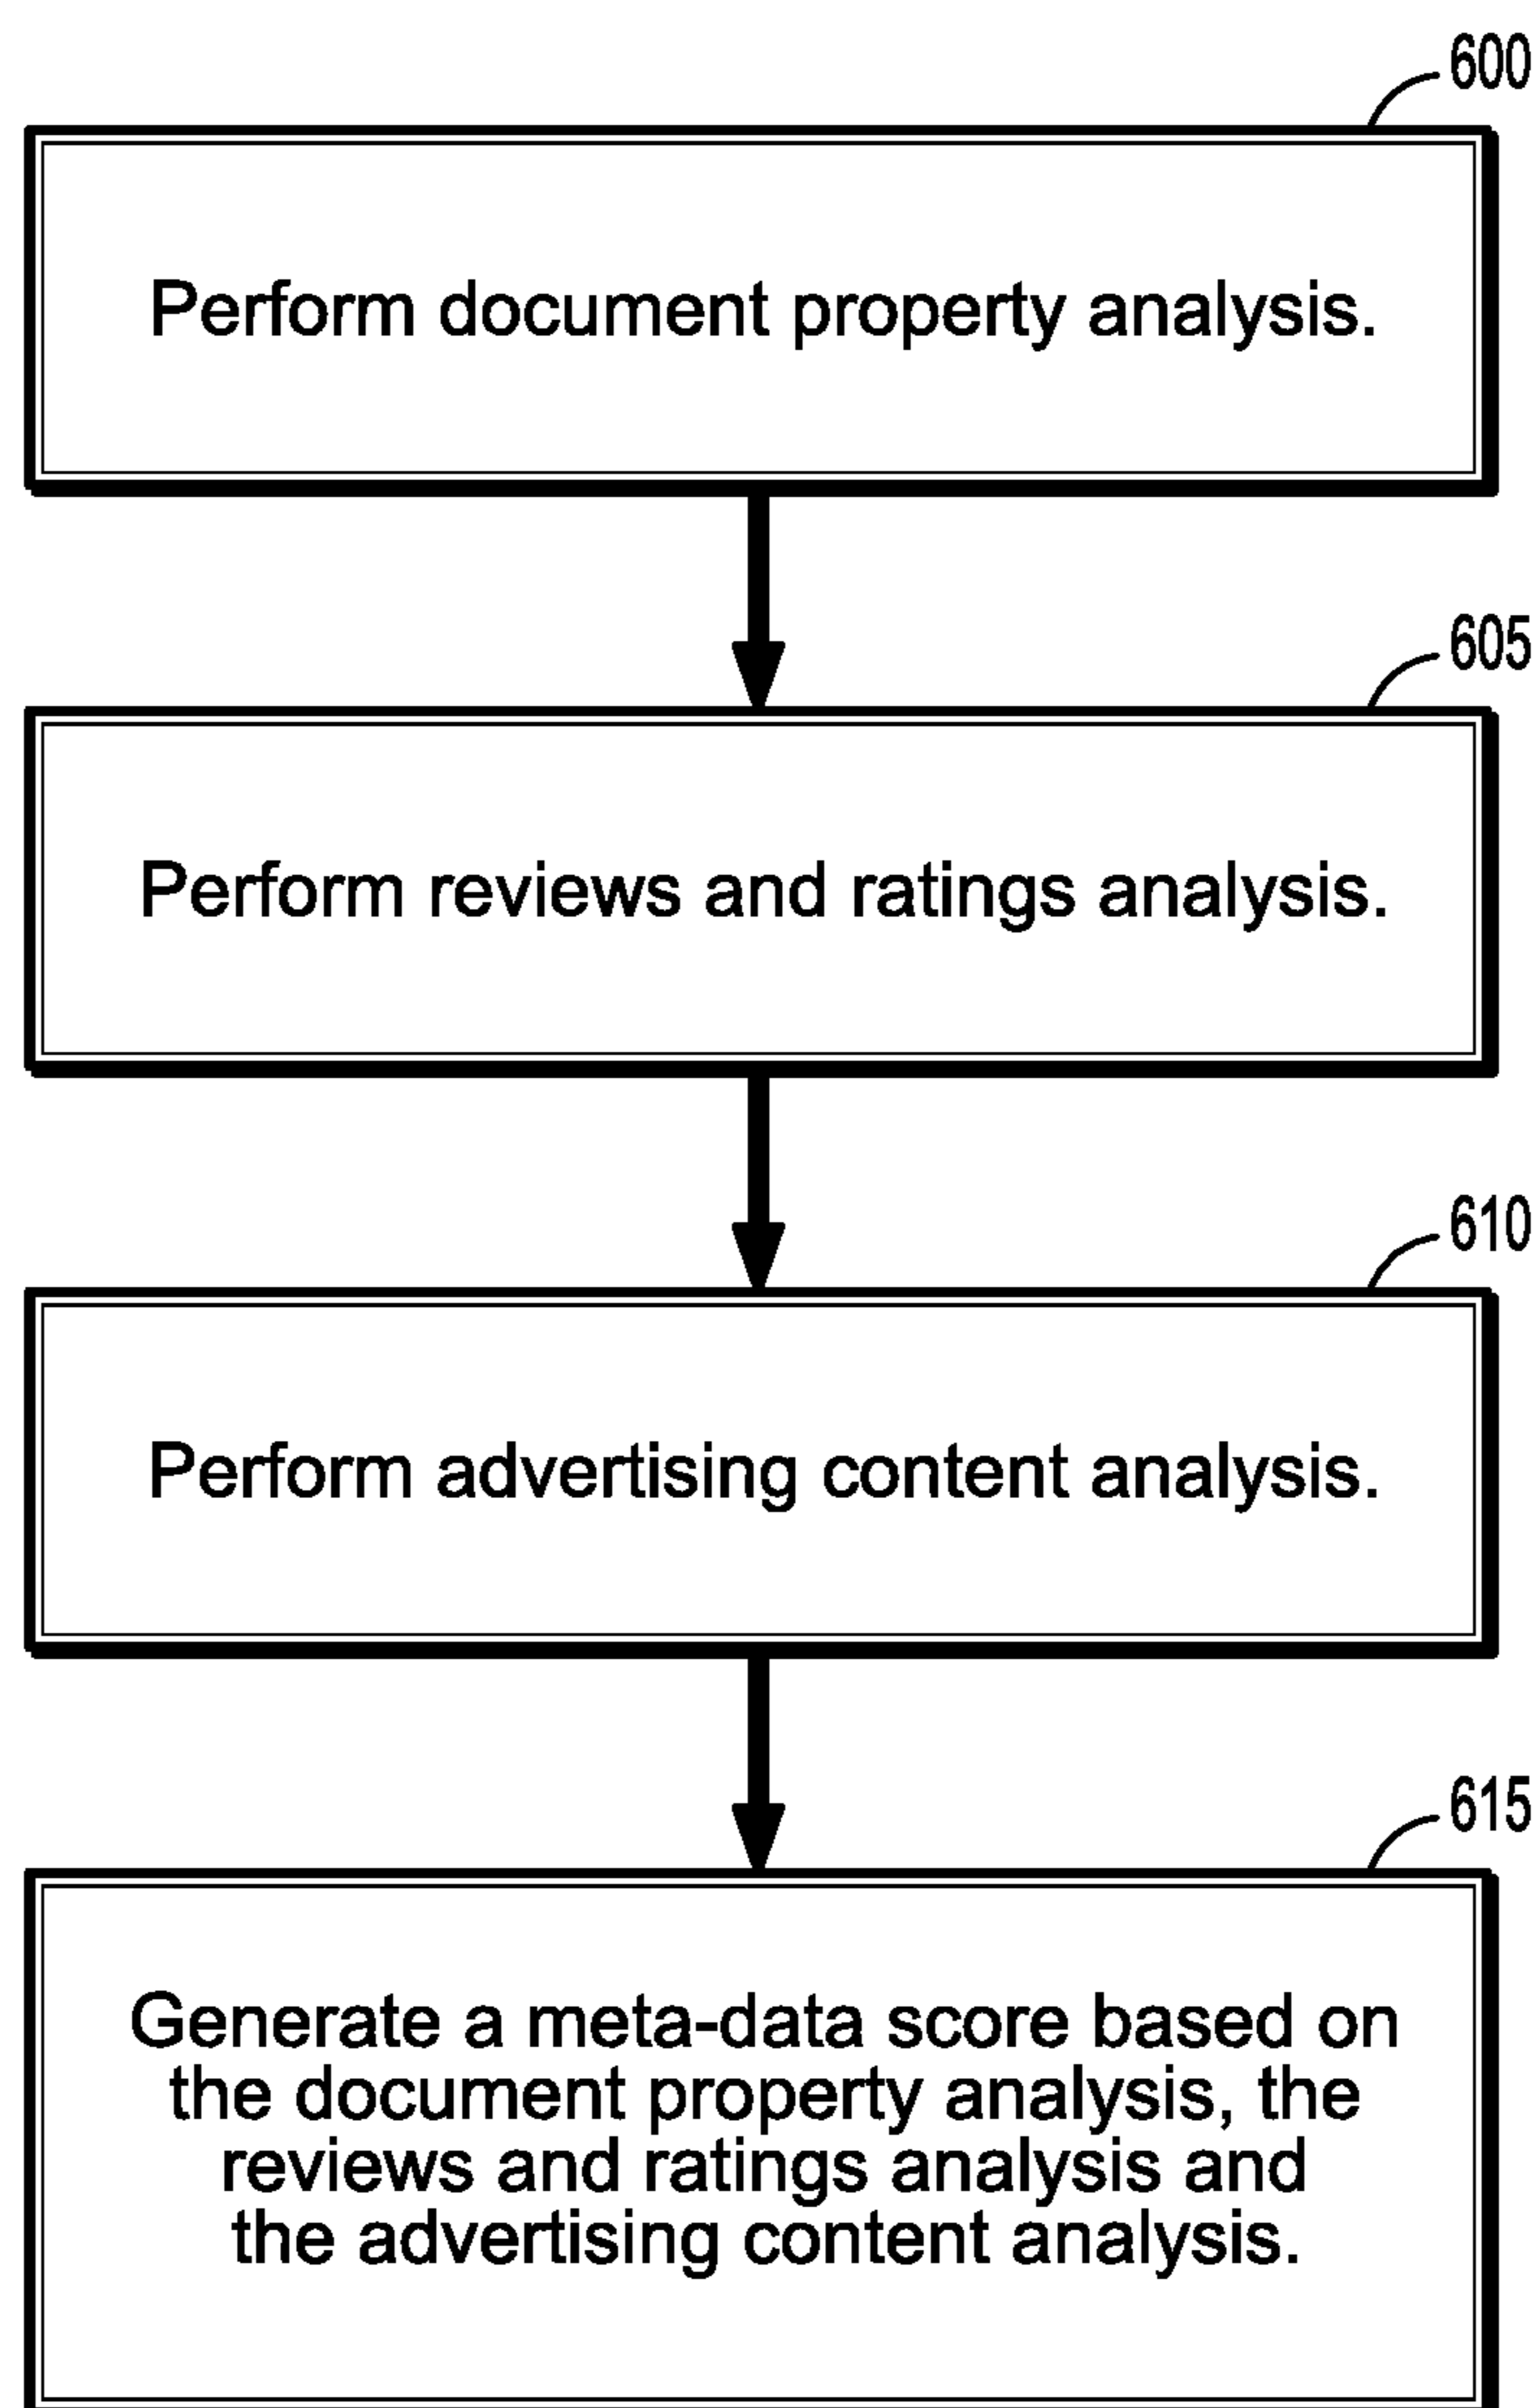 600
Perform document property analysis.
605
Perform reviews and ratings analysis.
610
Perform advertising content analysis.
615
Generate a meta-data score based on
the document property analysis, the
reviews and ratings analysis and
the advertising content analysis.